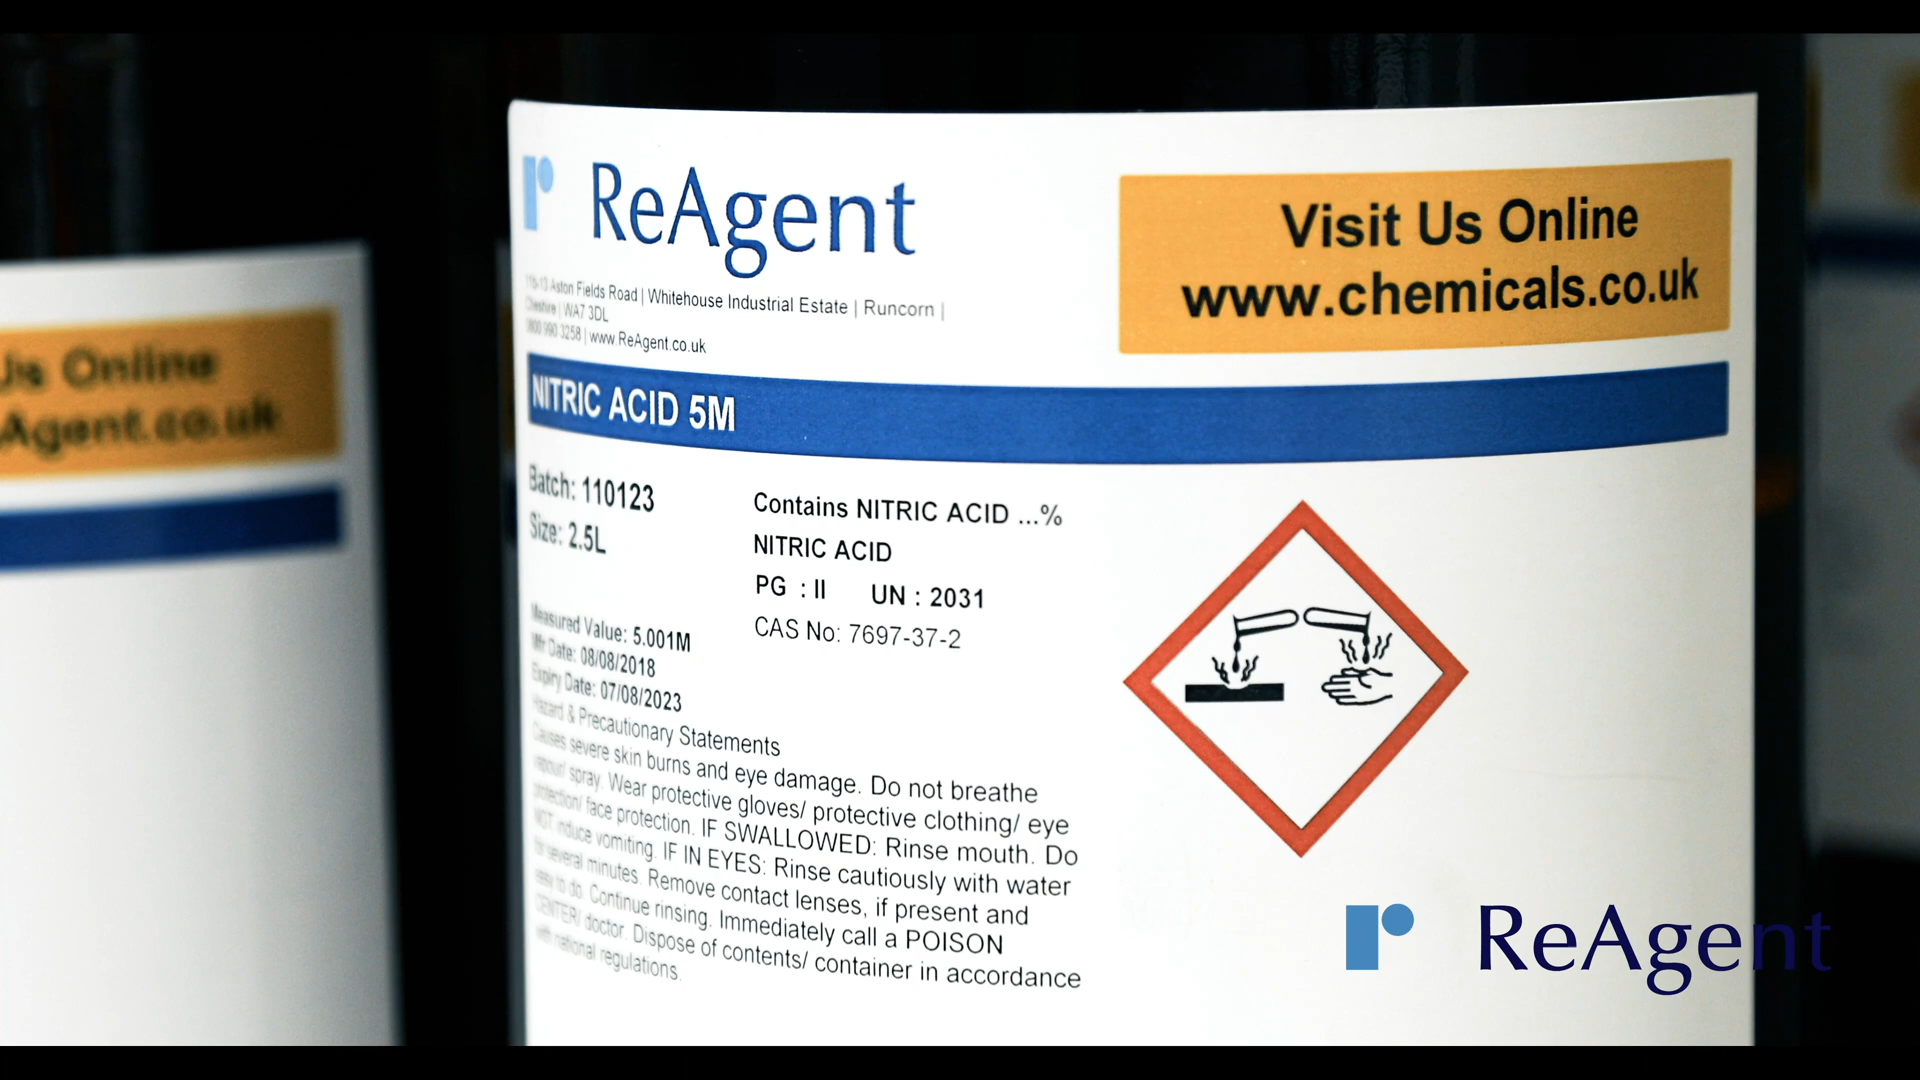 ReAgent
Visit Us Online
www.chemicals.co.uk
Aston Fields Road | Whitehouse Industrial Estate | Runcorn |
Cheshire | WA7 3DL
0800 990 3258 | www.ReAgent.co.uk
NITRIC ACID 5M
Batch: 110123
Size: 2.5L
Contains NITRIC ACID ...%
NITRIC ACID
PG : II UN : 2031
CAS No: 7697-37-2
Measured Value: 5.001M
Mfr Date: 08/08/2018
Expiry Date: 07/08/2023
Hazard & Precautionary Statements
Causes severe skin burns and eye damage. Do not breathe
vapour/ spray. Wear protective gloves/ protective clothing/ eye
protection/ face protection. IF SWALLOWED: Rinse mouth. Do
NOT induce vomiting. IF IN EYES: Rinse cautiously with water
for several minutes. Remove contact lenses, if present and
easy to do. Continue rinsing. Immediately call a POISON
CENTER/ doctor. Dispose of contents/ container in accordance
with national regulations.
Us Online
Agent.co.uk
r ReAgent